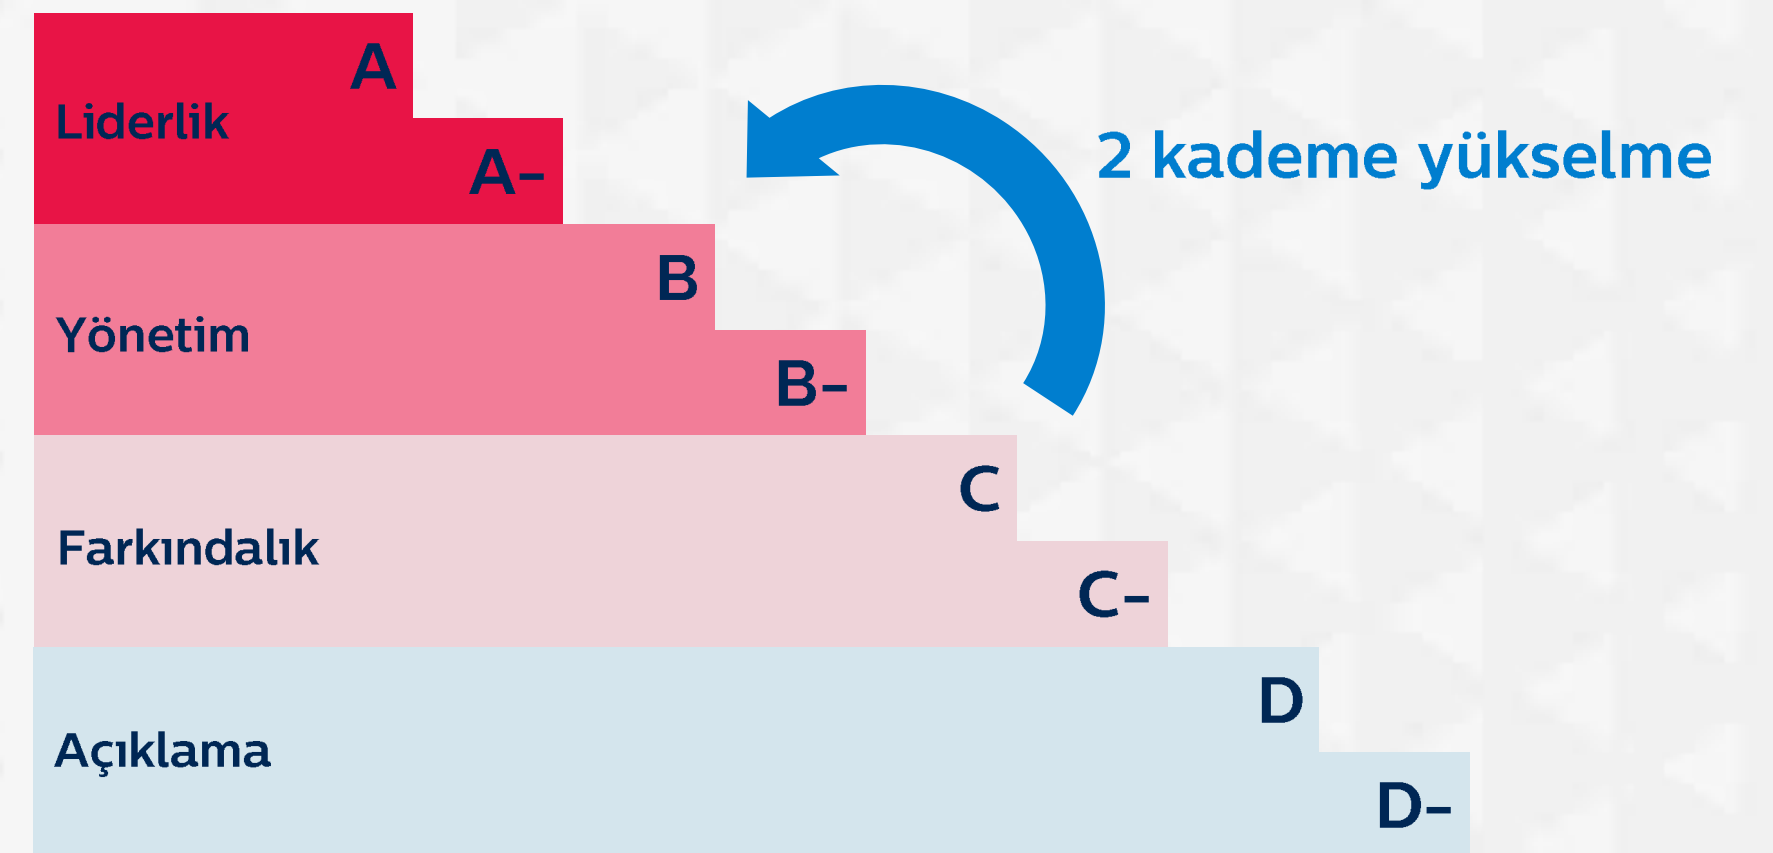 A
Liderlik
A-
2 kademe yükselme
B
Yönetim
B-
C
Farkındalık
C-
D
Açıklama
D-